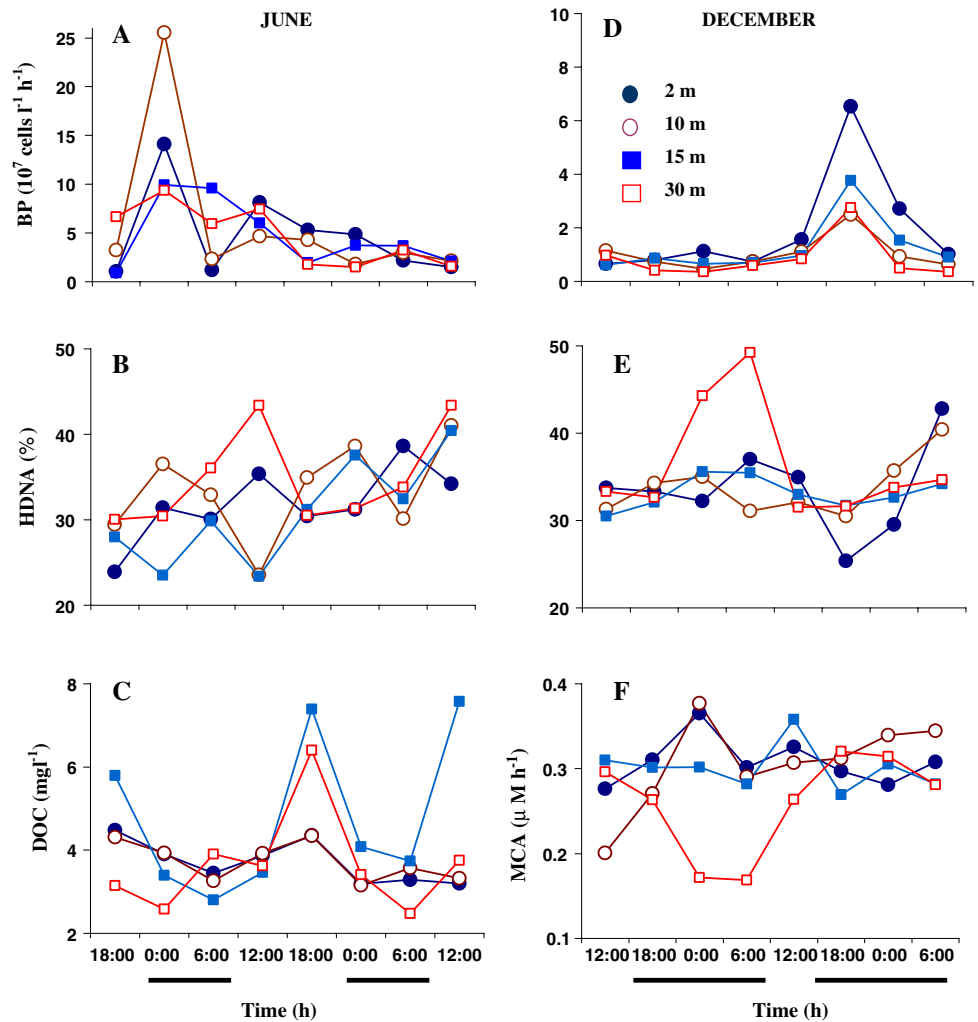 JUNE
DECEMBER
A
25
20
15
10
5
0
BP (10⁷ cells l⁻¹ h⁻¹)
D
10
8
6
4
2
0
2 m
10 m
15 m
30 m
B
50
40
30
20
HDNA (%)
E
50
40
30
20
C
8
6
4
2
DOC (mgl⁻¹)
18:00 0:00 6:00 12:00 18:00 0:00 6:00 12:00
Time (h)
F
0.4
0.3
0.2
0.1
MCA (μ M h⁻¹)
12:00 18:00 0:00 6:00 12:00 18:00 0:00 6:00
Time (h)